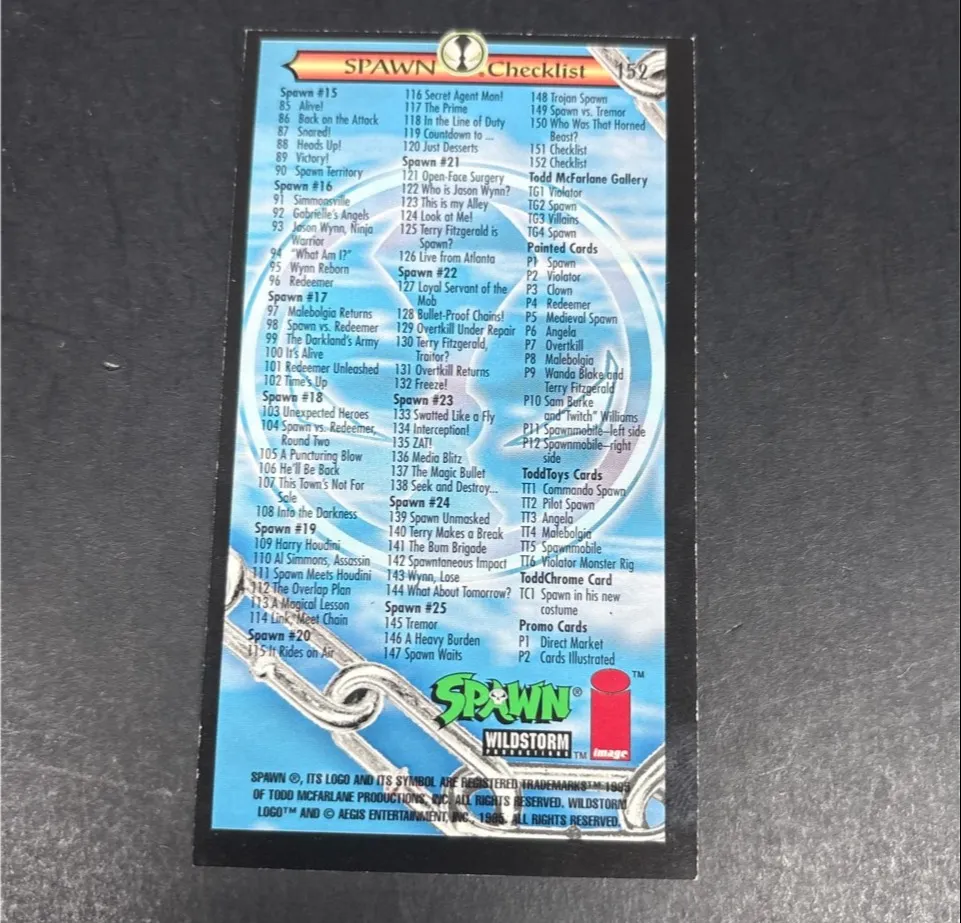 SPAWN ® Checklist 152
Spawn #15
85 Alive!
86 Back on the Attack
87 Snared!
88 Heads Up!
89 Victory!
90 Spawn Territory
Spawn #16
91 Simmonsville
92 Gabrielle's Angels
93 Jason Wynn, Ninja
Warrior
94 "What Am I?"
95 Wynn Reborn
96 Redeemer
Spawn #17
97 Malebolgia Returns
98 Spawn vs. Redeemer
99 The Darkland's Army
100 It's Alive
101 Redeemer Unleashed
102 Time's Up
Spawn #18
103 Unexpected Heroes
104 Spawn vs. Redeemer,
Round Two
105 A Puncturing Blow
106 He'll Be Back
107 This Town's Not For
Sale
108 Into the Darkness
Spawn #19
109 Harry Houdini
110 Al Simmons, Assassin
111 Spawn Meets Houdini
112 The Overlap Plan
113 A Magical Lesson
114 Link, Meet Chain
Spawn #20
115 It Rides on Air
116 Secret Agent Man!
117 The Prime
118 In the Line of Duty
119 Countdown to ...
120 Just Desserts
Spawn #21
121 Open-Face Surgery
122 Who is Jason Wynn?
123 This is my Alley
124 Look at Me!
125 Terry Fitzgerald is
Spawn?
126 Live from Atlanta
Spawn #22
127 Loyal Servant of the
Mob
128 Bullet-Proof Chains!
129 Overtkill Under Repair
130 Terry Fitzgerald,
Traitor?
131 Overtkill Returns
132 Freeze!
Spawn #23
133 Swatted Like a Fly
134 Interception!
135 ZAT!
136 Media Blitz
137 The Magic Bullet
138 Seek and Destroy...
Spawn #24
139 Spawn Unmasked
140 Terry Makes a Break
141 The Bum Brigade
142 Spawntaneous Impact
143 Wynn, Lose
144 What About Tomorrow?
Spawn #25
145 Tremor
146 A Heavy Burden
147 Spawn Waits
148 Trojan Spawn
149 Spawn vs. Tremor
150 Who Was That Horned
Beast?
151 Checklist
152 Checklist
Todd McFarlane Gallery
TG1 Violator
TG2 Spawn
TG3 Villains
TG4 Spawn
Painted Cards
P1 Spawn
P2 Violator
P3 Clown
P4 Redeemer
P5 Medieval Spawn
P6 Angela
P7 Overtkill
P8 Malebolgia
P9 Wanda Blake and
Terry Fitzgerald
P10 Sam Burke
and "Twitch" Williams
P11 Spawnmobile–left side
P12 Spawnmobile–right
side
ToddToys Cards
TT1 Commando Spawn
TT2 Pilot Spawn
TT3 Angela
TT4 Malebolgia
TT5 Spawnmobile
TT6 Violator Monster Rig
ToddChrome Card
TC1 Spawn in his new
costume
Promo Cards
P1 Direct Market
P2 Cards Illustrated
SPAWN®
WILDSTORM TM
PRODUCTIONS
image TM
SPAWN ®, ITS LOGO AND ITS SYMBOL ARE REGISTERED TRADEMARKS™ 1995
OF TODD MCFARLANE PRODUCTIONS, INC. ALL RIGHTS RESERVED. WILDSTORM
LOGO™ AND © AEGIS ENTERTAINMENT, INC., 1995. ALL RIGHTS RESERVED.